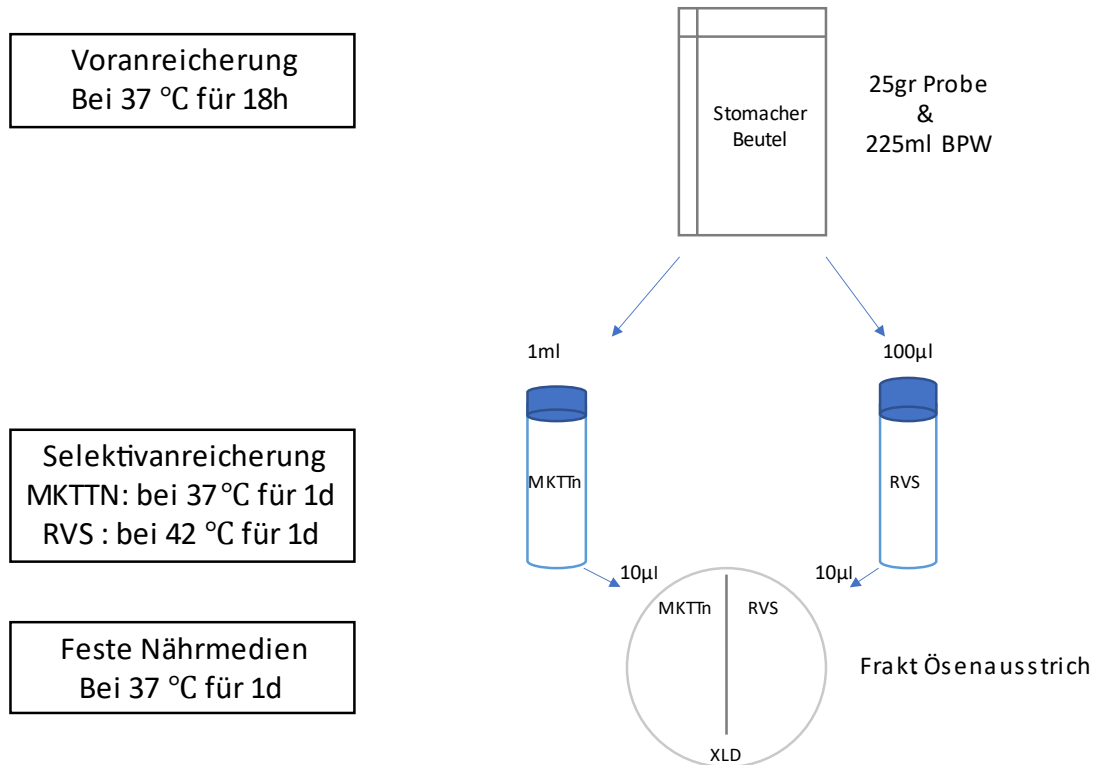 Voranreicherung
Bei 37 °C für 18h
Stomacher
Beutel
25gr Probe
&
225ml BPW
1ml
100µl
Selektivanreicherung
MKTTN: bei 37 °C für 1d
RVS : bei 42 °C für 1d
MKTTn
RVS
10µl
10µl
MKTTn
RVS
Feste Nährmedien
Bei 37 °C für 1d
Frakt. Ösenausstrich
XLD